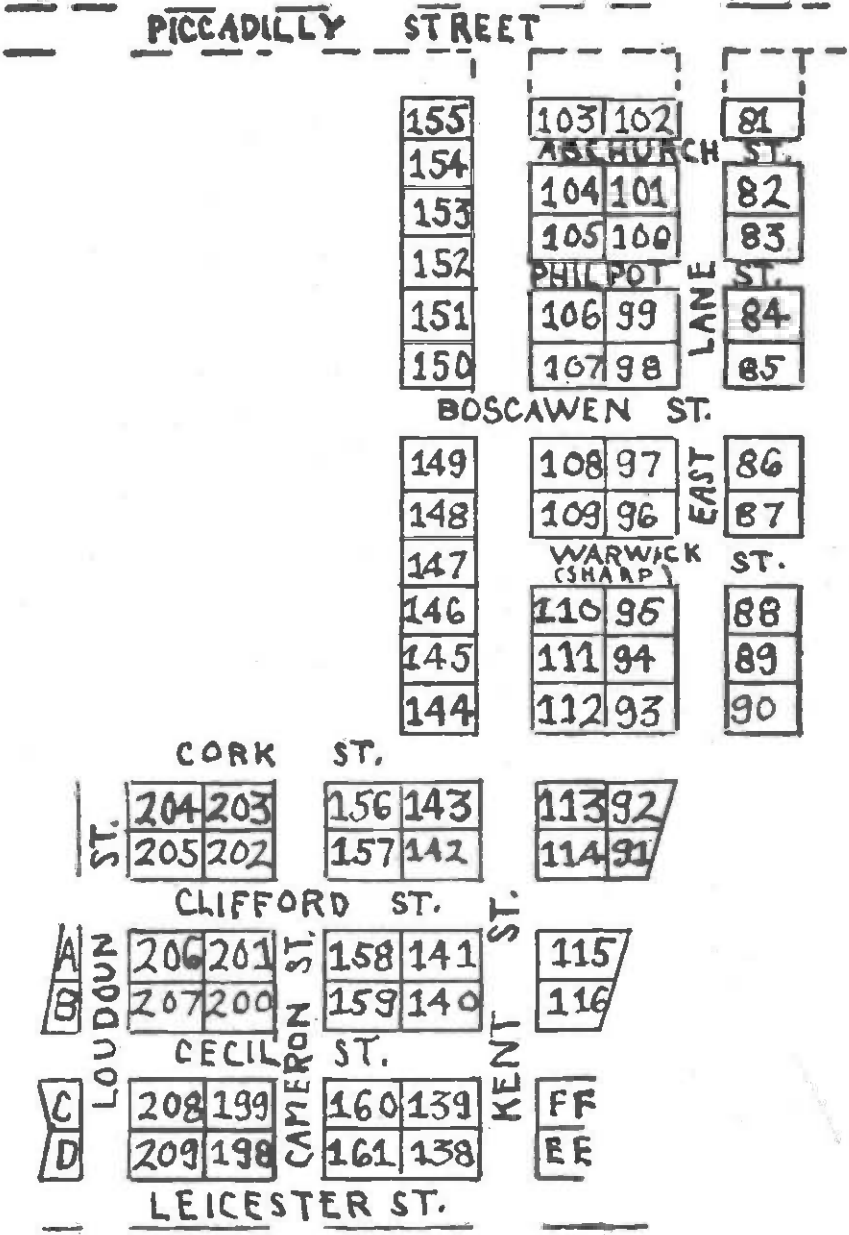 PICCADILLY STREET
155 103 102 81
ABCHURCH ST.
154 104 101 82
153 105 100 83
152
PHILPOT ST.
151 106 99 84
150 107 98 85
LANE
BOSCAWEN ST.
149 108 97 86
148 109 96 87
EAST
147
WARWICK ST.
(SHARP)
146 110 95 88
145 111 94 89
144 112 93 90
CORK ST.
204 203 156 143 113 92
205 202 157 142 114 91
CLIFFORD ST.
A 206 201 158 141 115
B 207 200 159 140 116
CECIL ST.
C 208 199 160 139 FF
D 209 198 161 138 EE
LOUDOUN ST.
CAMERON ST.
KENT ST.
LEICESTER ST.